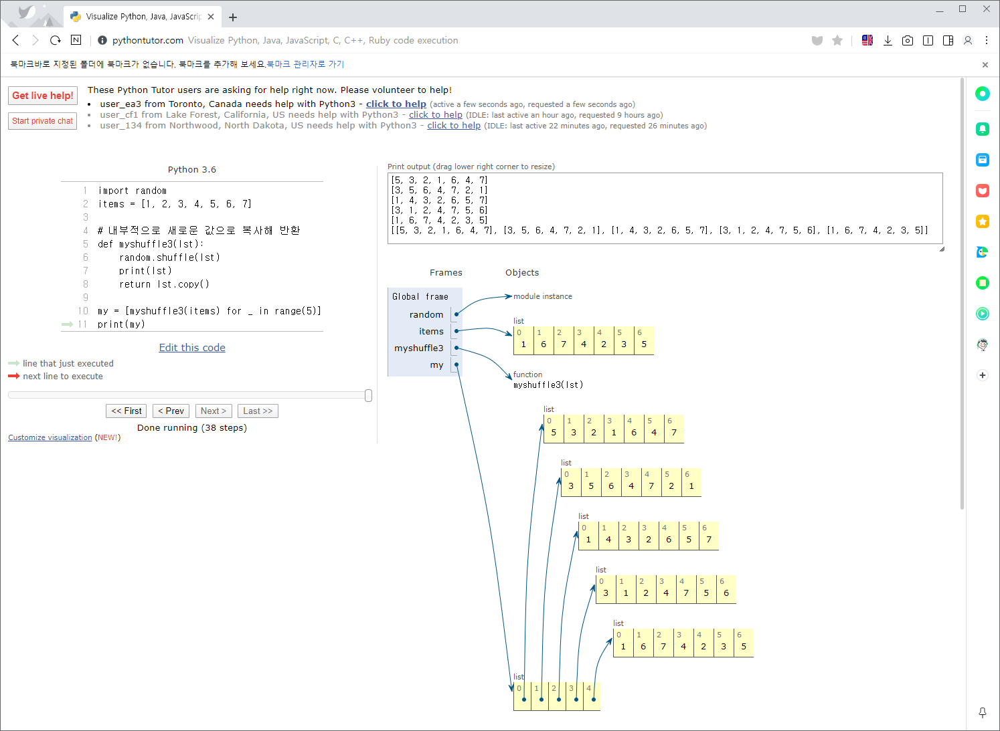 Visualize Python, Java, JavaScrip
pythontutor.com Visualize Python, Java, JavaScript, C, C++, Ruby code execution
북마크바로 지정된 폴더에 북마크가 없습니다. 북마크를 추가해 보세요.북마크 관리자로 가기
Get live help!
Start private chat
These Python Tutor users are asking for help right now. Please volunteer to help!
user_ea3 from Toronto, Canada needs help with Python3 - click to help (active a few seconds ago, requested a few seconds ago)
user_cf1 from Lake Forest, California, US needs help with Python3 - click to help (IDLE: last active an hour ago, requested 9 hours ago)
user_134 from Northwood, North Dakota, US needs help with Python3 - click to help (IDLE: last active 22 minutes ago, requested 26 minutes ago)
Python 3.6
1 import random
2 items = [1, 2, 3, 4, 5, 6, 7]
3
4 # 내부적으로 새로운 값으로 복사해 반환
5 def myshuffle3(lst):
6     random.shuffle(lst)
7     print(lst)
8     return lst.copy()
9
10 my = [myshuffle3(items) for _ in range(5)]
11 print(my)
Edit this code
line that just executed
next line to execute
<< First
< Prev
Next >
Last >>
Done running (38 steps)
Customize visualization (NEW!)
Print output (drag lower right corner to resize)
[5, 3, 2, 1, 6, 4, 7]
[3, 5, 6, 4, 7, 2, 1]
[1, 4, 3, 2, 6, 5, 7]
[3, 1, 2, 4, 7, 5, 6]
[1, 6, 7, 4, 2, 3, 5]
[[5, 3, 2, 1, 6, 4, 7], [3, 5, 6, 4, 7, 2, 1], [1, 4, 3, 2, 6, 5, 7], [3, 1, 2, 4, 7, 5, 6], [1, 6, 7, 4, 2, 3, 5]]
Frames
Objects
Global frame
random
items
myshuffle3
my
module instance
list
0 1 2 3 4 5 6
1 6 7 4 2 3 5
function
myshuffle3(lst)
list
0 1 2 3 4 5 6
5 3 2 1 6 4 7
list
0 1 2 3 4 5 6
3 5 6 4 7 2 1
list
0 1 2 3 4 5 6
1 4 3 2 6 5 7
list
0 1 2 3 4 5 6
3 1 2 4 7 5 6
list
0 1 2 3 4 5 6
1 6 7 4 2 3 5
list
0 1 2 3 4